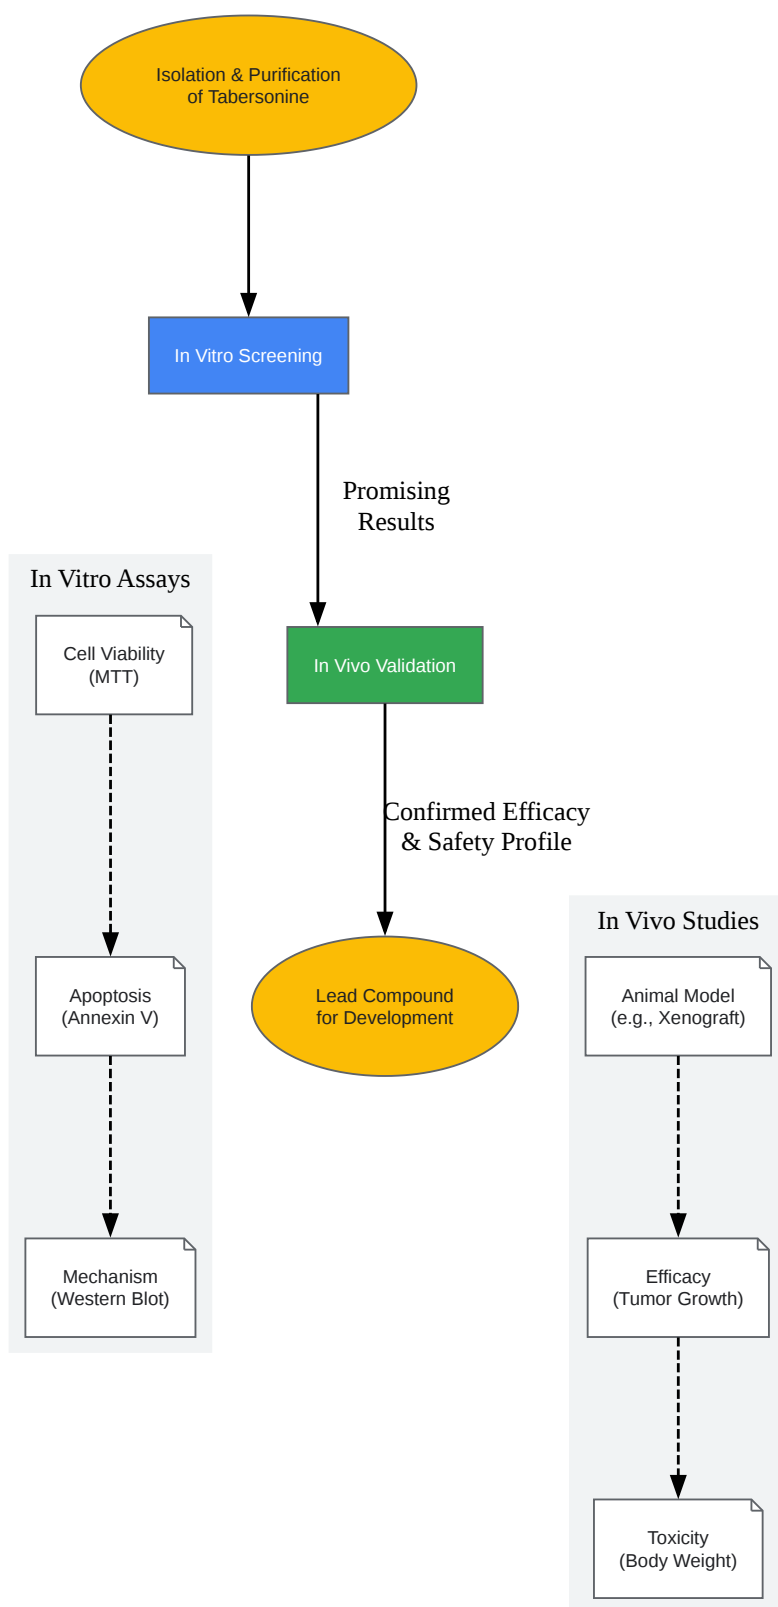 Isolation & Purification
of Tabersonine
In Vitro Screening
Promising
Results
In Vitro Assays
Cell Viability
(MTT)
In Vivo Validation
Confirmed Efficacy
& Safety Profile
In Vivo Studies
Apoptosis
(Annexin V)
Lead Compound
for Development
Animal Model
(e.g., Xenograft)
Mechanism
(Western Blot)
Efficacy
(Tumor Growth)
Toxicity
(Body Weight)